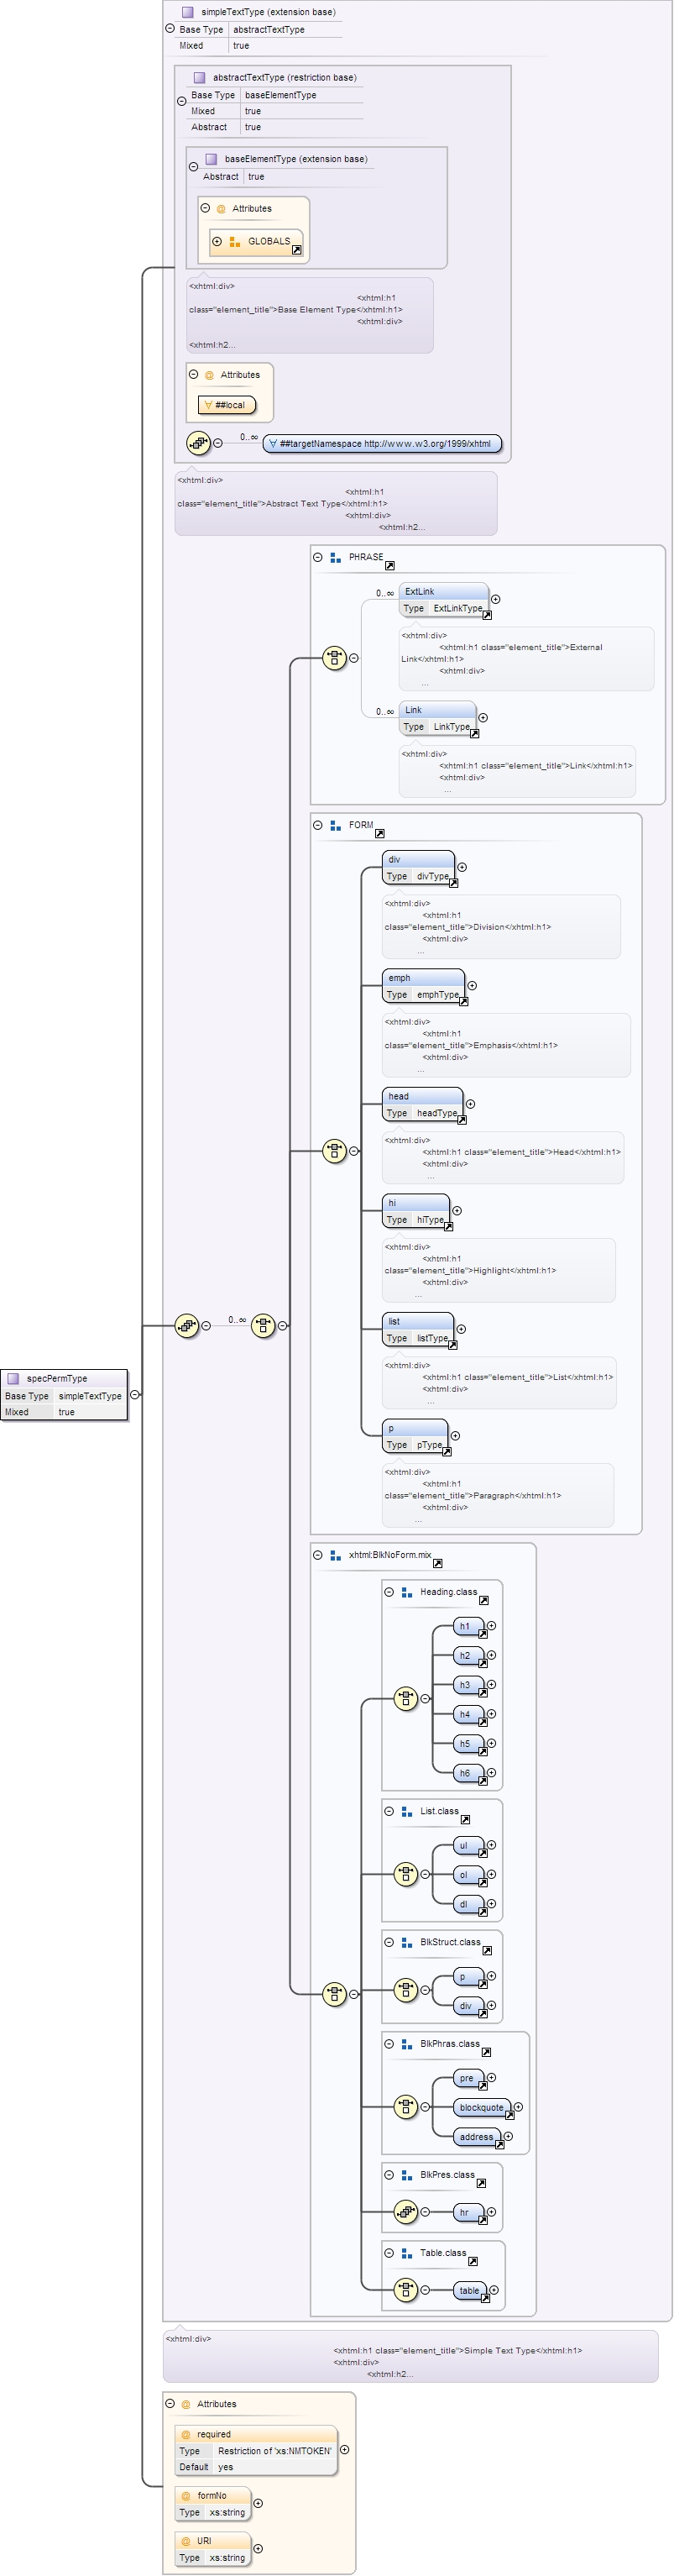 simpleTextType (extension base)
Base Type abstractTextType
Mixed true
abstractTextType (restriction base)
Base Type baseElementType
Mixed true
Abstract true
baseElementType (extension base)
Abstract true
@ Attributes
GLOBALS
<xhtml:div>
<xhtml:h1
class="element_title">Base Element Type</xhtml:h1>
<xhtml:div>
<xhtml:h2...
@ Attributes
##local
0..∞
##targetNamespace http://www.w3.org/1999/xhtml
<xhtml:div>
<xhtml:h1
class="element_title">Abstract Text Type</xhtml:h1>
<xhtml:div>
<xhtml:h2...
PHRASE
0..∞
ExtLink
Type ExtLinkType
<xhtml:div>
<xhtml:h1 class="element_title">External
Link</xhtml:h1>
<xhtml:div>
...
0..∞
Link
Type LinkType
<xhtml:div>
<xhtml:h1 class="element_title">Link</xhtml:h1>
<xhtml:div>
...
FORM
div
Type divType
<xhtml:div>
<xhtml:h1
class="element_title">Division</xhtml:h1>
<xhtml:div>
...
emph
Type emphType
<xhtml:div>
<xhtml:h1
class="element_title">Emphasis</xhtml:h1>
<xhtml:div>
...
head
Type headType
<xhtml:div>
<xhtml:h1 class="element_title">Head</xhtml:h1>
<xhtml:div>
...
hi
Type hiType
<xhtml:div>
<xhtml:h1
class="element_title">Highlight</xhtml:h1>
<xhtml:div>
...
0..∞
list
Type listType
<xhtml:div>
<xhtml:h1 class="element_title">List</xhtml:h1>
<xhtml:div>
...
specPermType
Base Type simpleTextType
Mixed true
p
Type pType
<xhtml:div>
<xhtml:h1
class="element_title">Paragraph</xhtml:h1>
<xhtml:div>
...
xhtml:BlkNoForm.mix
Heading.class
h1
h2
h3
h4
h5
h6
List.class
ul
ol
dl
BlkStruct.class
p
div
BlkPhras.class
pre
blockquote
address
BlkPres.class
hr
Table.class
table
<xhtml:div>
<xhtml:h1 class="element_title">Simple Text Type</xhtml:h1>
<xhtml:div>
<xhtml:h2...
@ Attributes
@ required
Type Restriction of 'xs:NMTOKEN'
Default yes
@ formNo
Type xs:string
@ URI
Type xs:string